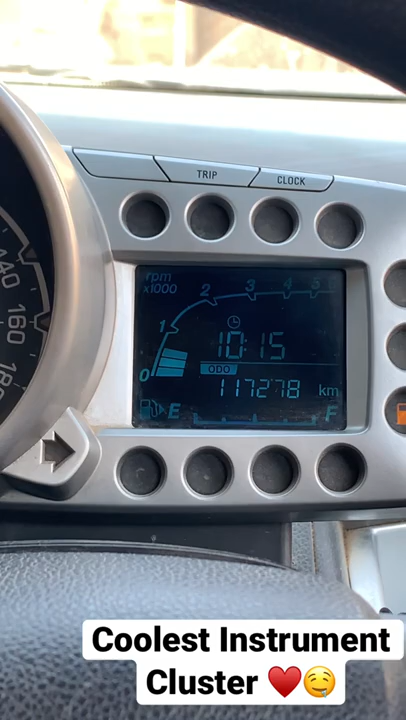 TRIP
CLOCK
rpm
x1000
0 1 2 3 4 5
140
160
180
10:15
ODO
117278 km
E F
Coolest Instrument
Cluster ♥️🤤